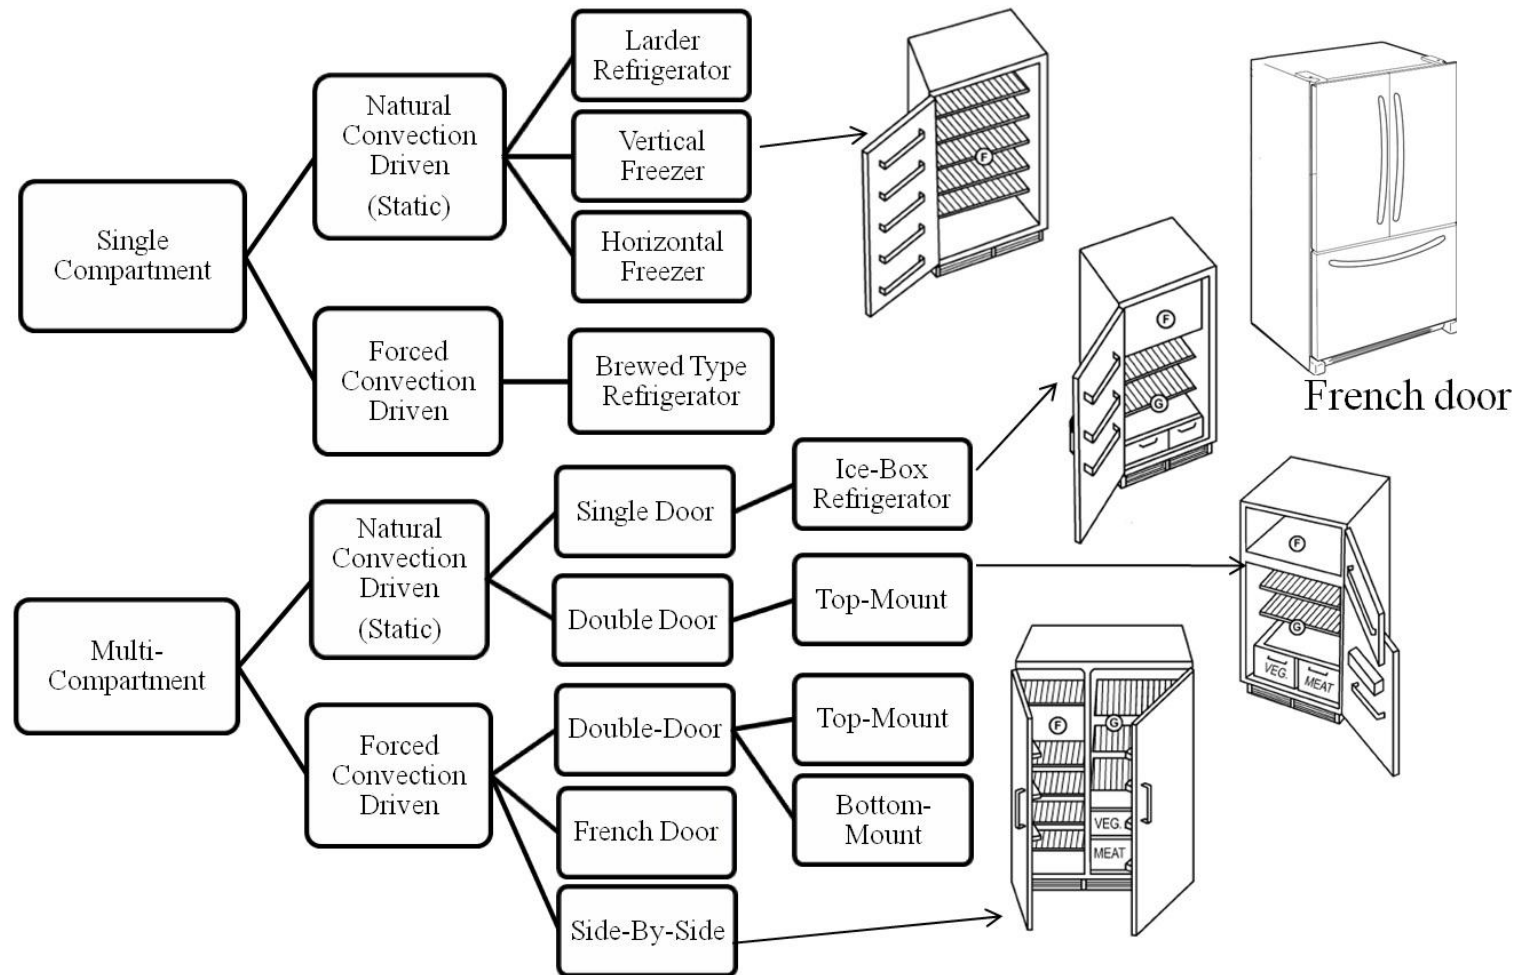 Single
Compartment
Natural
Convection
Driven
(Static)
Larder
Refrigerator
Vertical
Freezer
Horizontal
Freezer
Forced
Convection
Driven
Brewed Type
Refrigerator
Multi-
Compartment
Natural
Convection
Driven
(Static)
Single Door
Ice-Box
Refrigerator
Double Door
Top-Mount
Forced
Convection
Driven
Double-Door
Top-Mount
Bottom-
Mount
French Door
Side-By-Side
F
French door
F
G
F
G
VEG.
MEAT
F
G
VEG.
MEAT